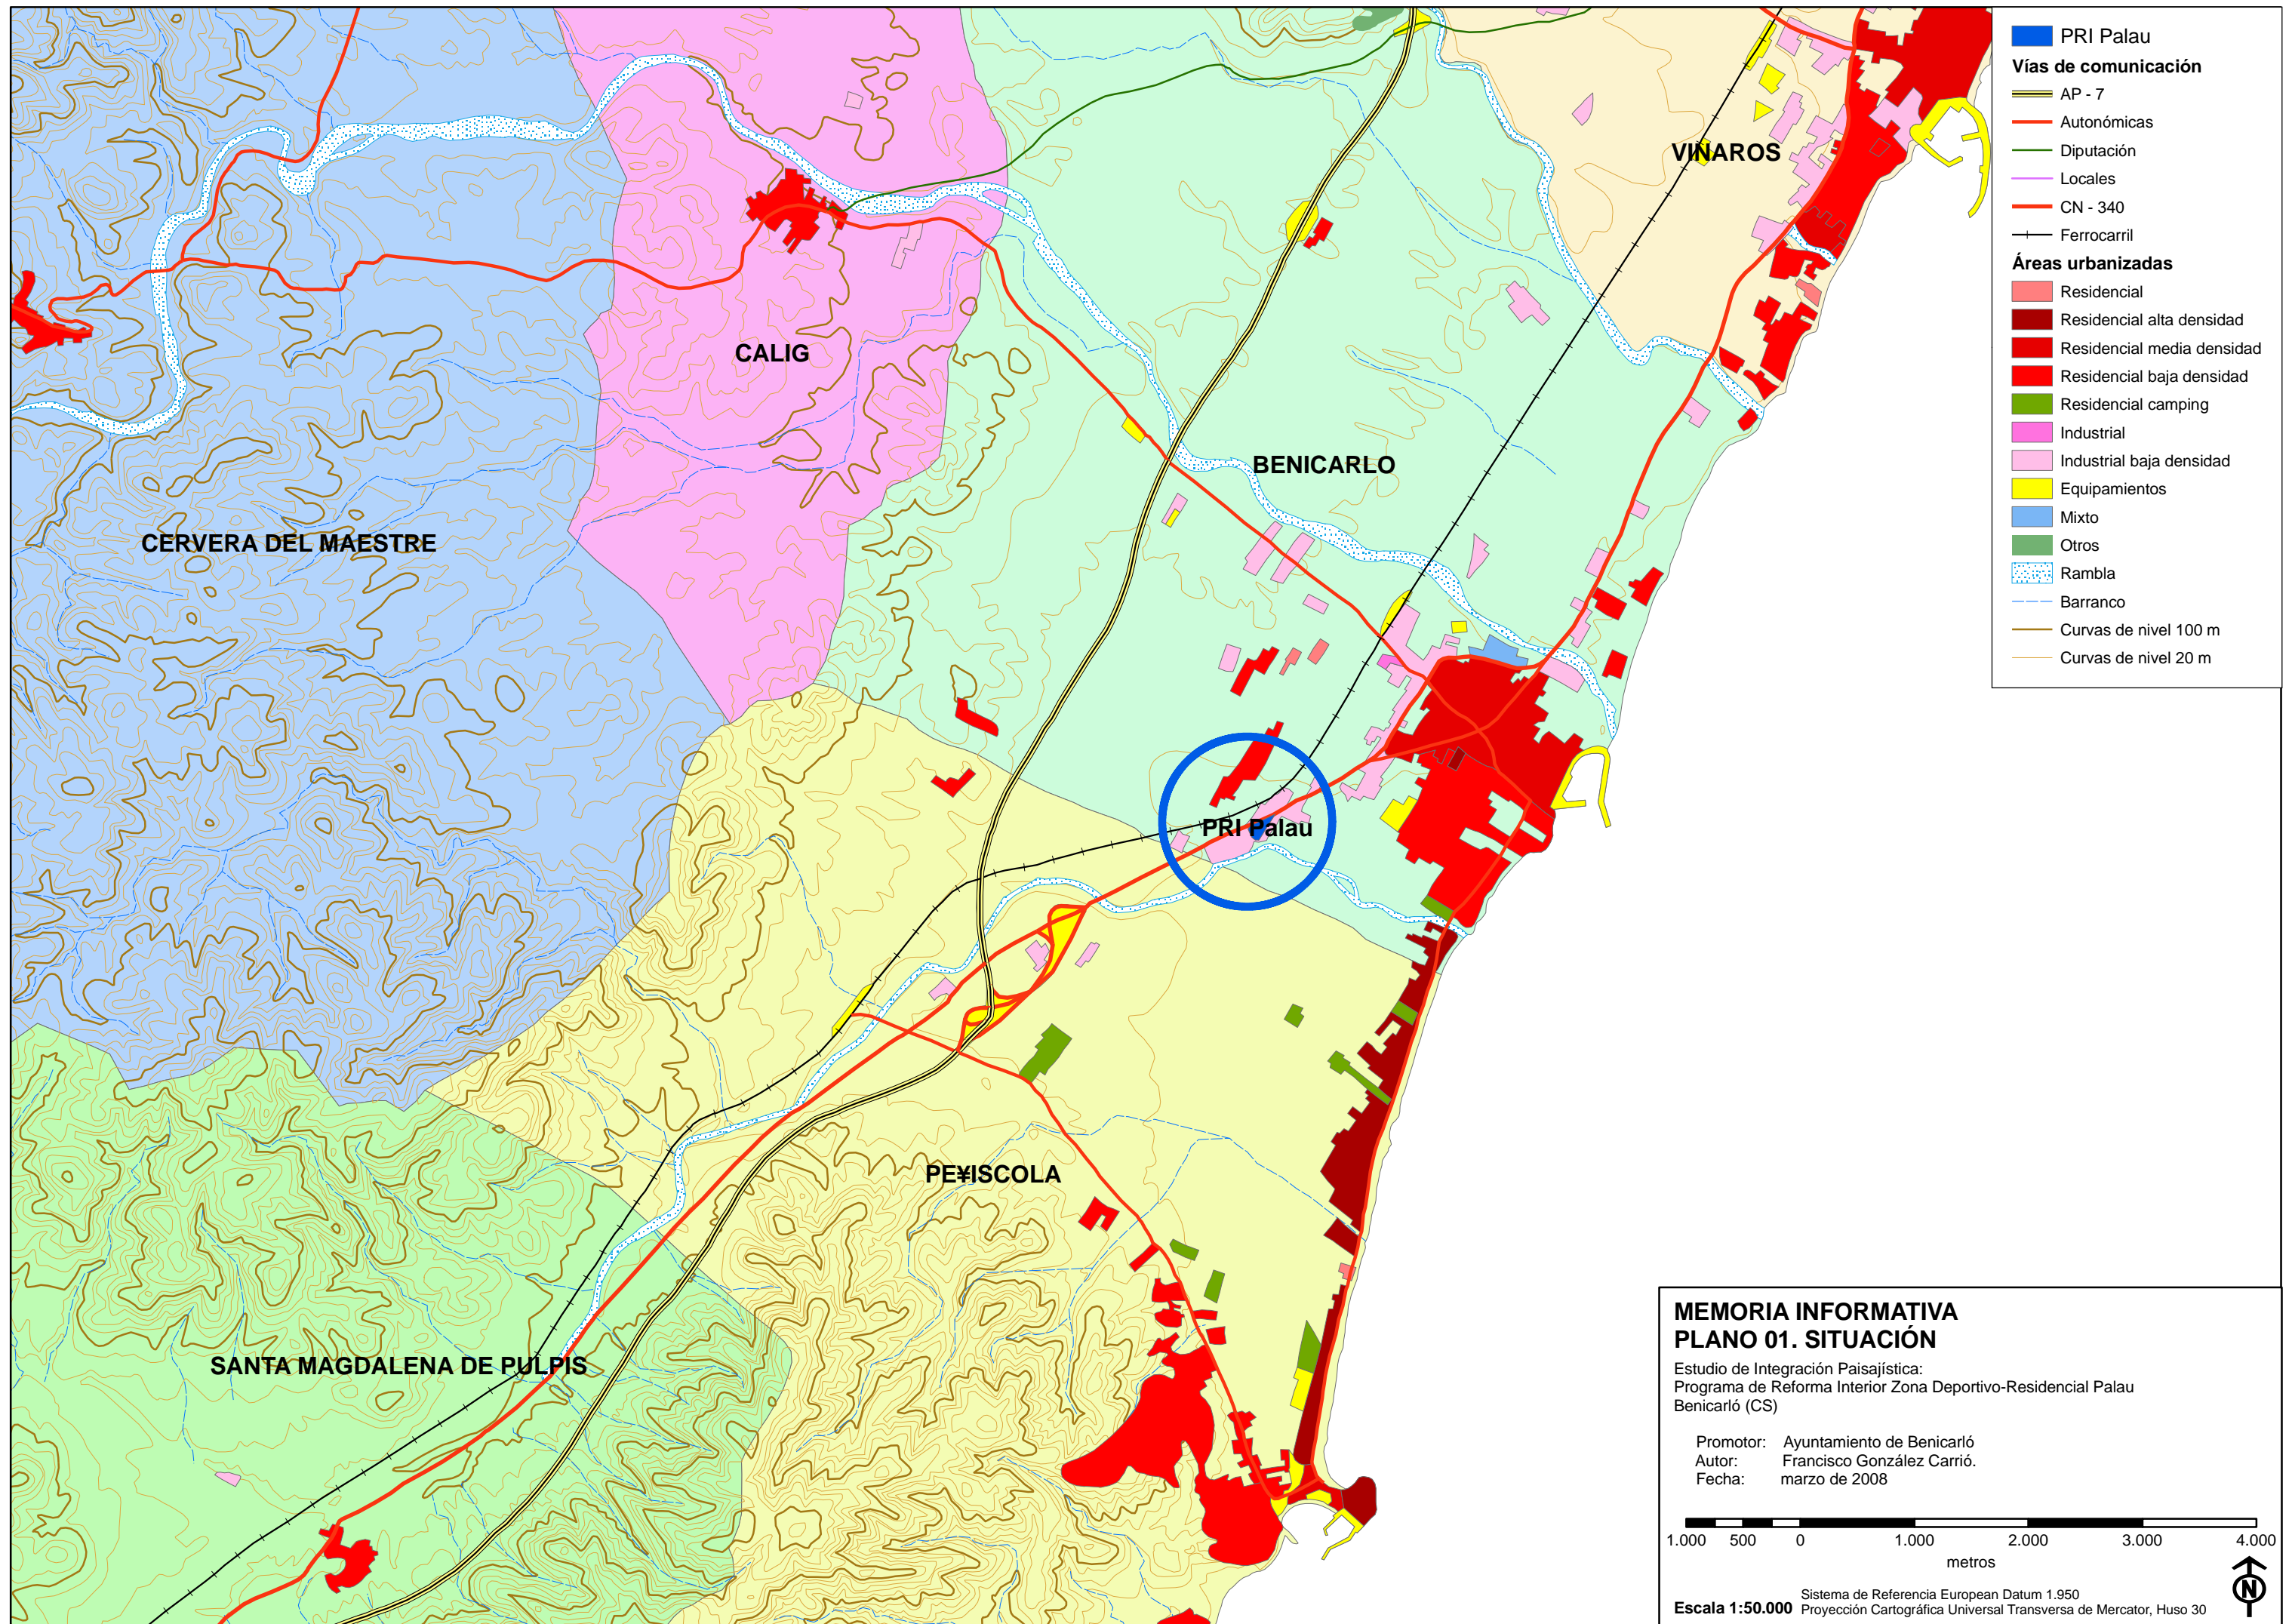 VIÑAROS
CALIG
BENICARLO
CERVERA DEL MAESTRE
PRI Palau
PE¥ISCOLA
SANTA MAGDALENA DE PULPIS
PRI Palau
Vías de comunicación
AP - 7
Autonómicas
Diputación
Locales
CN - 340
Ferrocarril
Áreas urbanizadas
Residencial
Residencial alta densidad
Residencial media densidad
Residencial baja densidad
Residencial camping
Industrial
Industrial baja densidad
Equipamientos
Mixto
Otros
Rambla
Barranco
Curvas de nivel 100 m
Curvas de nivel 20 m
MEMORIA INFORMATIVA
PLANO 01. SITUACIÓN
Estudio de Integración Paisajística:
Programa de Reforma Interior Zona Deportivo-Residencial Palau
Benicarló (CS)
Promotor: Ayuntamiento de Benicarló
Autor: Francisco González Carrió.
Fecha: marzo de 2008
1.000 500 0 1.000 2.000 3.000 4.000
metros
N
Escala 1:50.000 Sistema de Referencia European Datum 1.950
Proyección Cartográfica Universal Transversa de Mercator, Huso 30